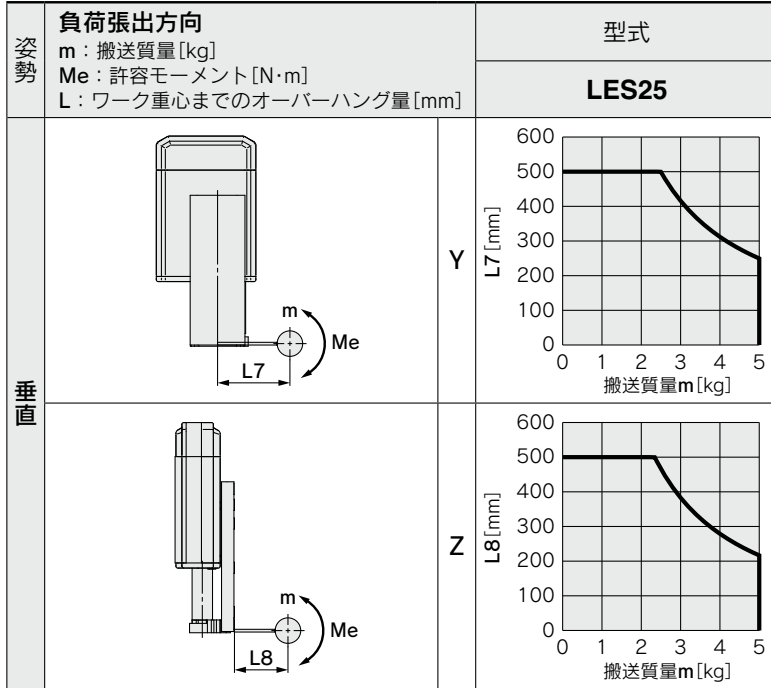 姿勢
負荷張出方向
m：搬送質量[kg]
Me：許容モーメント[N·m]
L：ワーク重心までのオーバーハング量[mm]
型式
LES25
垂直
m
Me
L7
Y
L7[mm]
600
500
400
300
200
100
0
0 1 2 3 4 5
搬送質量m[kg]
m
Me
L8
Z
L8[mm]
600
500
400
300
200
100
0
0 1 2 3 4 5
搬送質量m[kg]